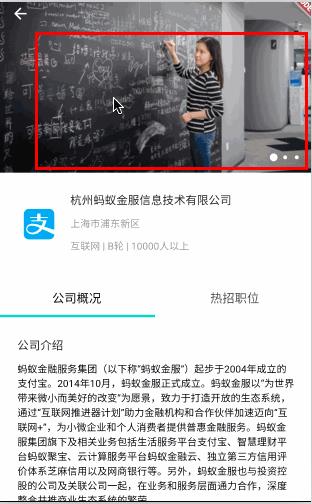 杭州蚂蚁金服信息技术有限公司
上海市浦东新区
互联网 | B轮 | 10000人以上
公司概况
热招职位
公司介绍
蚂蚁金融服务集团（以下称“蚂蚁金服”）起步于2004年成立的
支付宝。2014年10月，蚂蚁金服正式成立。蚂蚁金服以“为世界
带来微小而美好的改变”为愿景，致力于打造开放的生态系统，
通过“互联网推进器计划”助力金融机构和合作伙伴加速迈向“互
联网+”，为小微企业和个人消费者提供普惠金融服务。蚂蚁金
服集团旗下及相关业务包括生活服务平台支付宝、智慧理财平
台蚂蚁聚宝、云计算服务平台蚂蚁金融云、独立第三方信用评
价体系芝麻信用以及网商银行等。另外，蚂蚁金服也与投资控
股的公司及关联公司一起，在业务和服务层面通力合作，深度
整合共推商业生态系统的繁荣